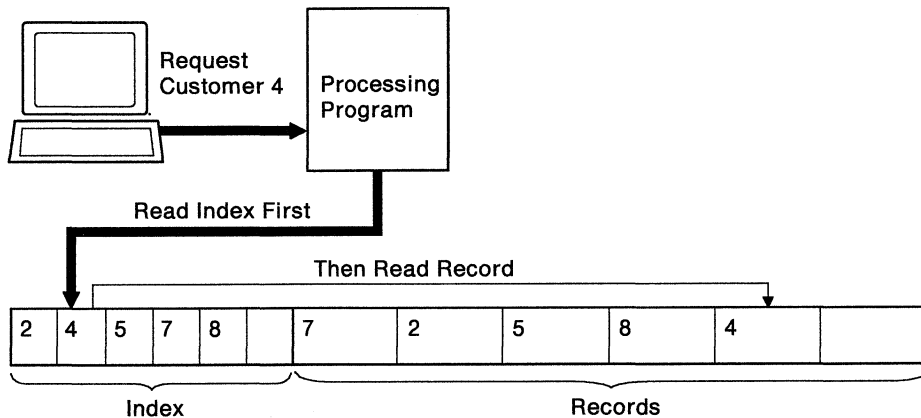 Request
Customer 4
Processing
Program
Read Index First
Then Read Record
2 4 5 7 8 7 2 5 8 4
Index Records